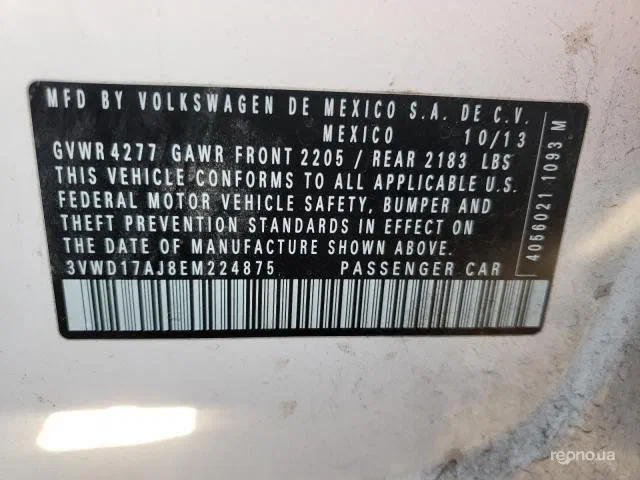 MFD BY VOLKSWAGEN DE MEXICO S.A. DE C.V.
MEXICO 10/13
GVWR 4277 GAWR FRONT 2205 / REAR 2183 LBS
THIS VEHICLE CONFORMS TO ALL APPLICABLE U.S.
FEDERAL MOTOR VEHICLE SAFETY, BUMPER AND
THEFT PREVENTION STANDARDS IN EFFECT ON
THE DATE OF MANUFACTURE SHOWN ABOVE.
3VWD17AJ8EM224875 PASSENGER CAR
4056021 1093 M
repno.ua